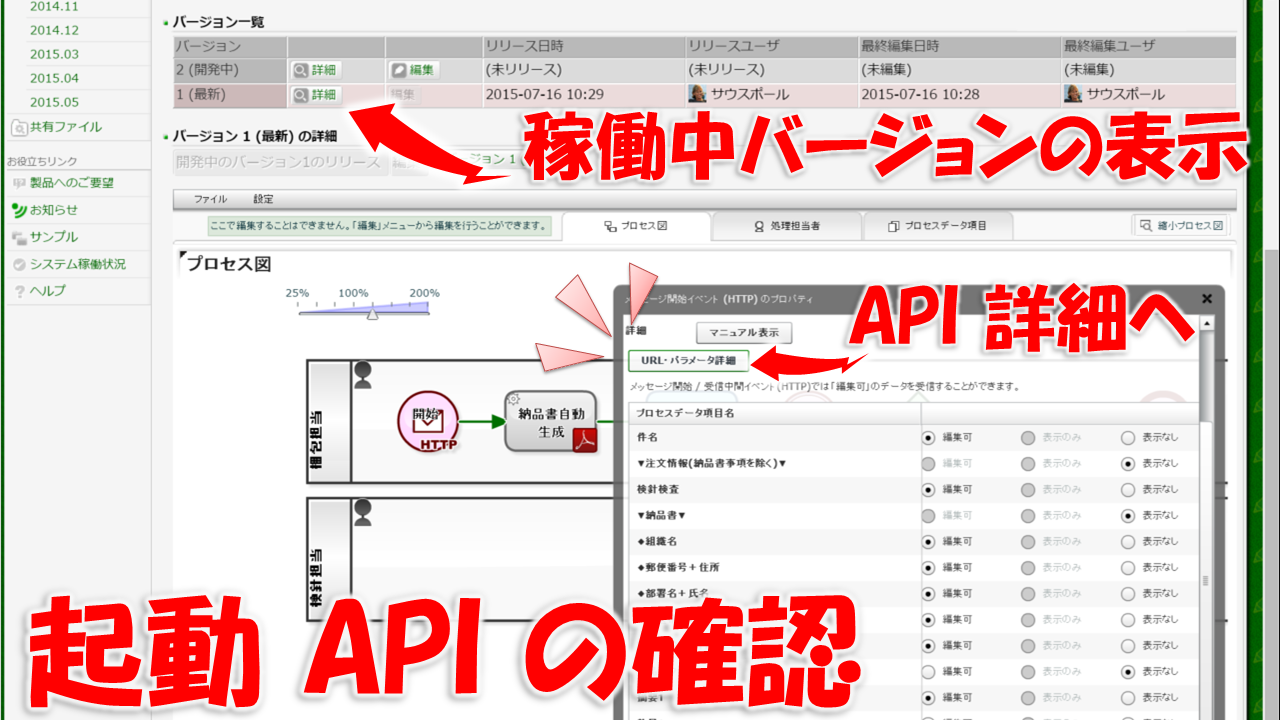 2014.11
2014.12
2015.03
2015.04
2015.05
共有ファイル
お役立ちリンク
製品へのご要望
お知らせ
サンプル
システム稼働状況
ヘルプ
バージョン一覧
バージョン リリース日時 リリースユーザ 最終編集日時 最終編集ユーザ
2 (開発中) 詳細 編集 (未リリース) (未リリース) (未編集) (未編集)
1 (最新) 詳細 編集 2015-07-16 10:29 サウスポール 2015-07-16 10:28 サウスポール
稼働中バージョンの表示
バージョン 1 (最新) の詳細
開発中のバージョン1のリリース ジョン 1
ファイル 設定
ここで編集することはできません。「編集」メニューから編集を行うことができます。
プロセス図 処理担当者 プロセスデータ項目 縮小プロセス図
プロセス図
25% 100% 200%
梱包担当
開始
HTTP
納品書自動
生成
検針担当
メッセージ開始イベント (HTTP) のプロパティ
API 詳細へ
詳細 マニュアル表示
URL・パラメータ詳細
メッセージ開始 / 受信中間イベント (HTTP)では「編集可」のデータを受信することができます。
プロセスデータ項目名
件名 編集可 表示のみ 表示なし
▼注文情報(納品書事項を除く)▼ 編集可 表示のみ 表示なし
検針検査 編集可 表示のみ 表示なし
▼納品書▼ 編集可 表示のみ 表示なし
◆組織名 編集可 表示のみ 表示なし
◆郵便番号+住所 編集可 表示のみ 表示なし
◆部署名+氏名 編集可 表示のみ 表示なし
編集可 表示のみ 表示なし
編集可 表示のみ 表示なし
編集可 表示のみ 表示なし
摘要1 編集可 表示のみ 表示なし
起動 API の確認